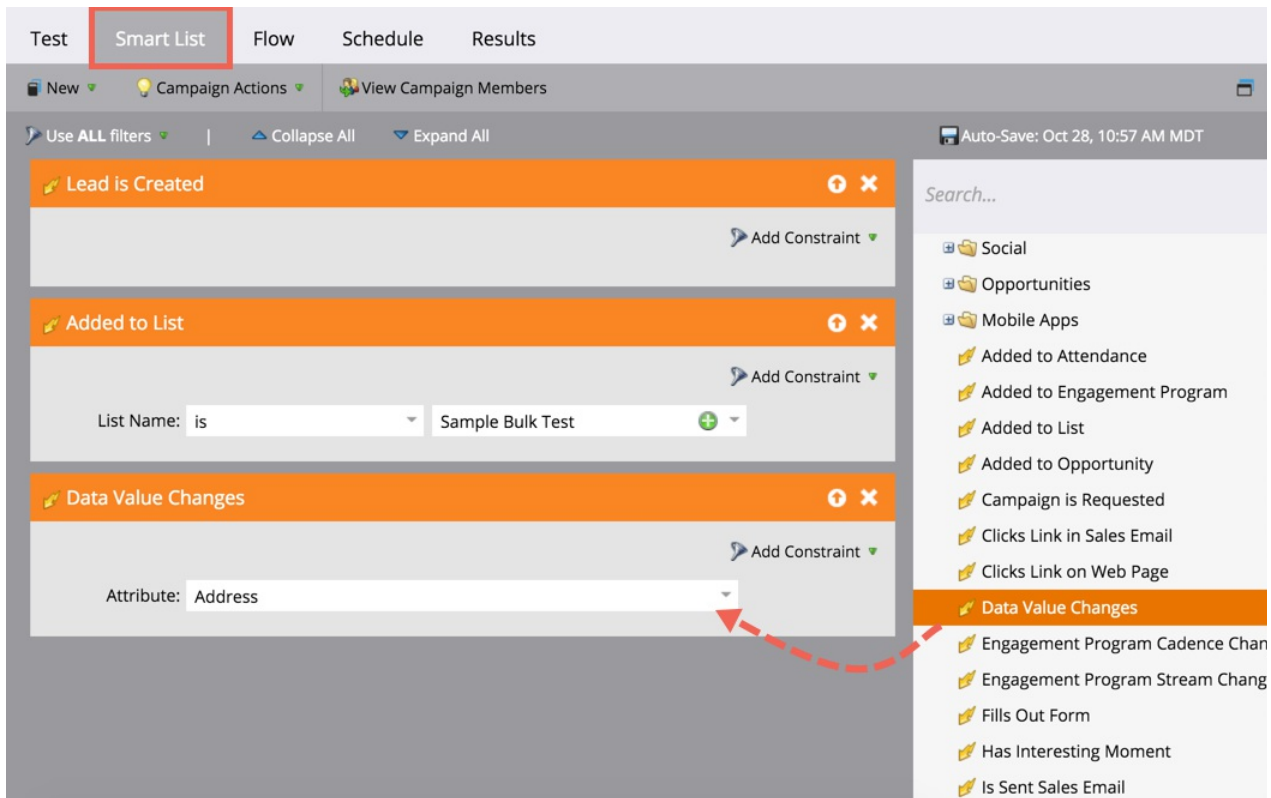 Test Smart List Flow Schedule Results
New Campaign Actions View Campaign Members
Use ALL filters | Collapse All Expand All Auto-Save: Oct 28, 10:57 AM MDT
Lead is Created
Add Constraint
Added to List
Add Constraint
List Name: is Sample Bulk Test
Data Value Changes
Add Constraint
Attribute: Address
Search...
Social
Opportunities
Mobile Apps
Added to Attendance
Added to Engagement Program
Added to List
Added to Opportunity
Campaign is Requested
Clicks Link in Sales Email
Clicks Link on Web Page
Data Value Changes
Engagement Program Cadence Chan
Engagement Program Stream Chang
Fills Out Form
Has Interesting Moment
Is Sent Sales Email